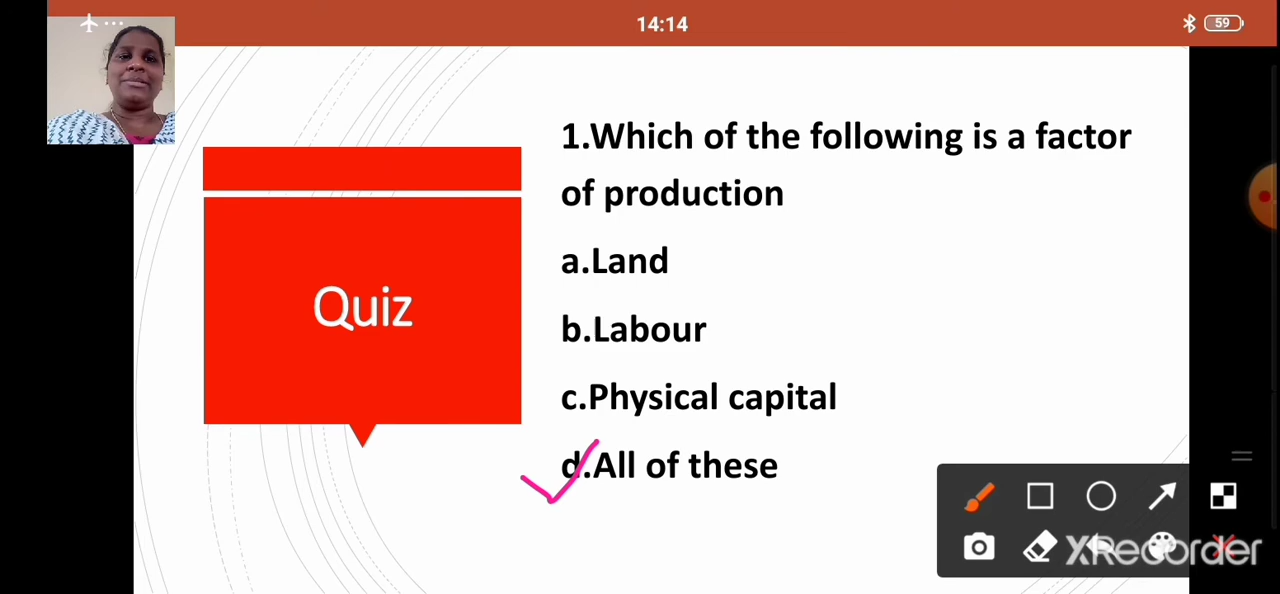 14:14
59
1.Which of the following is a factor
of production
a.Land
Quiz
b.Labour
c.Physical capital
d.All of these
XRecorder